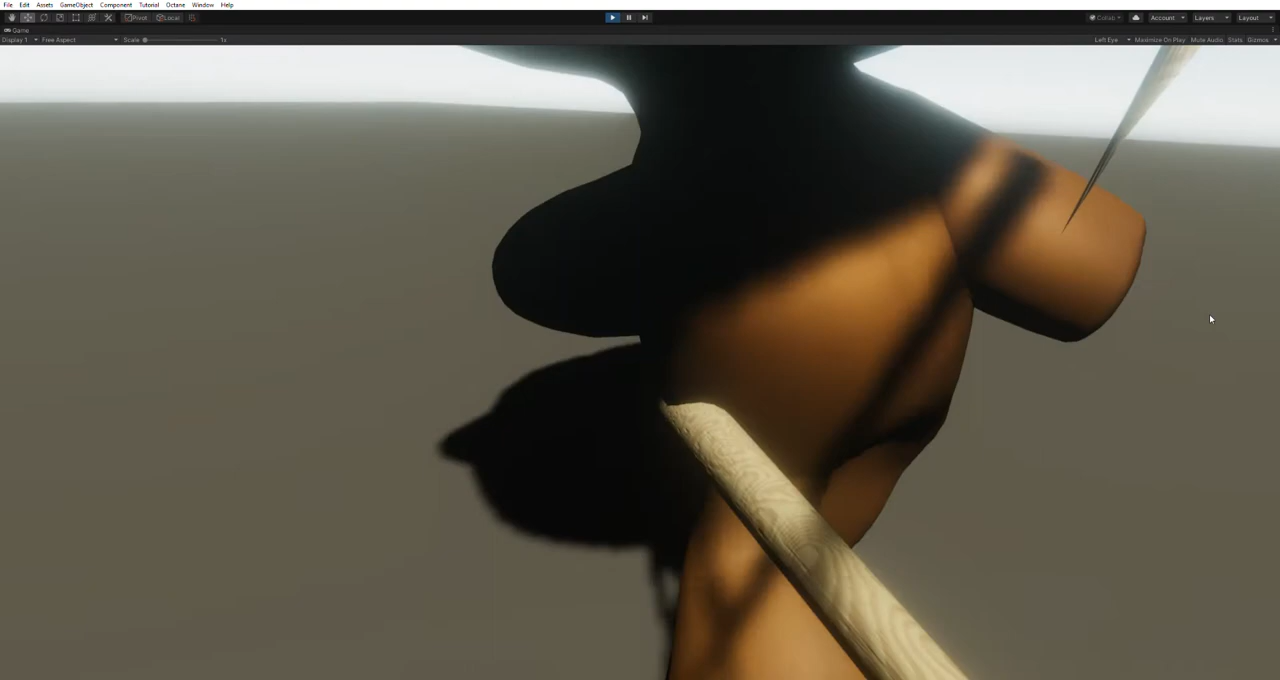 File Edit Assets GameObject Component Tutorial Octane Window Help
Pivot Local Collab Account Layers Layout
Game
Display 1 Free Aspect Scale 1x Left Eye Maximize On Play Mute Audio Stats Gizmos